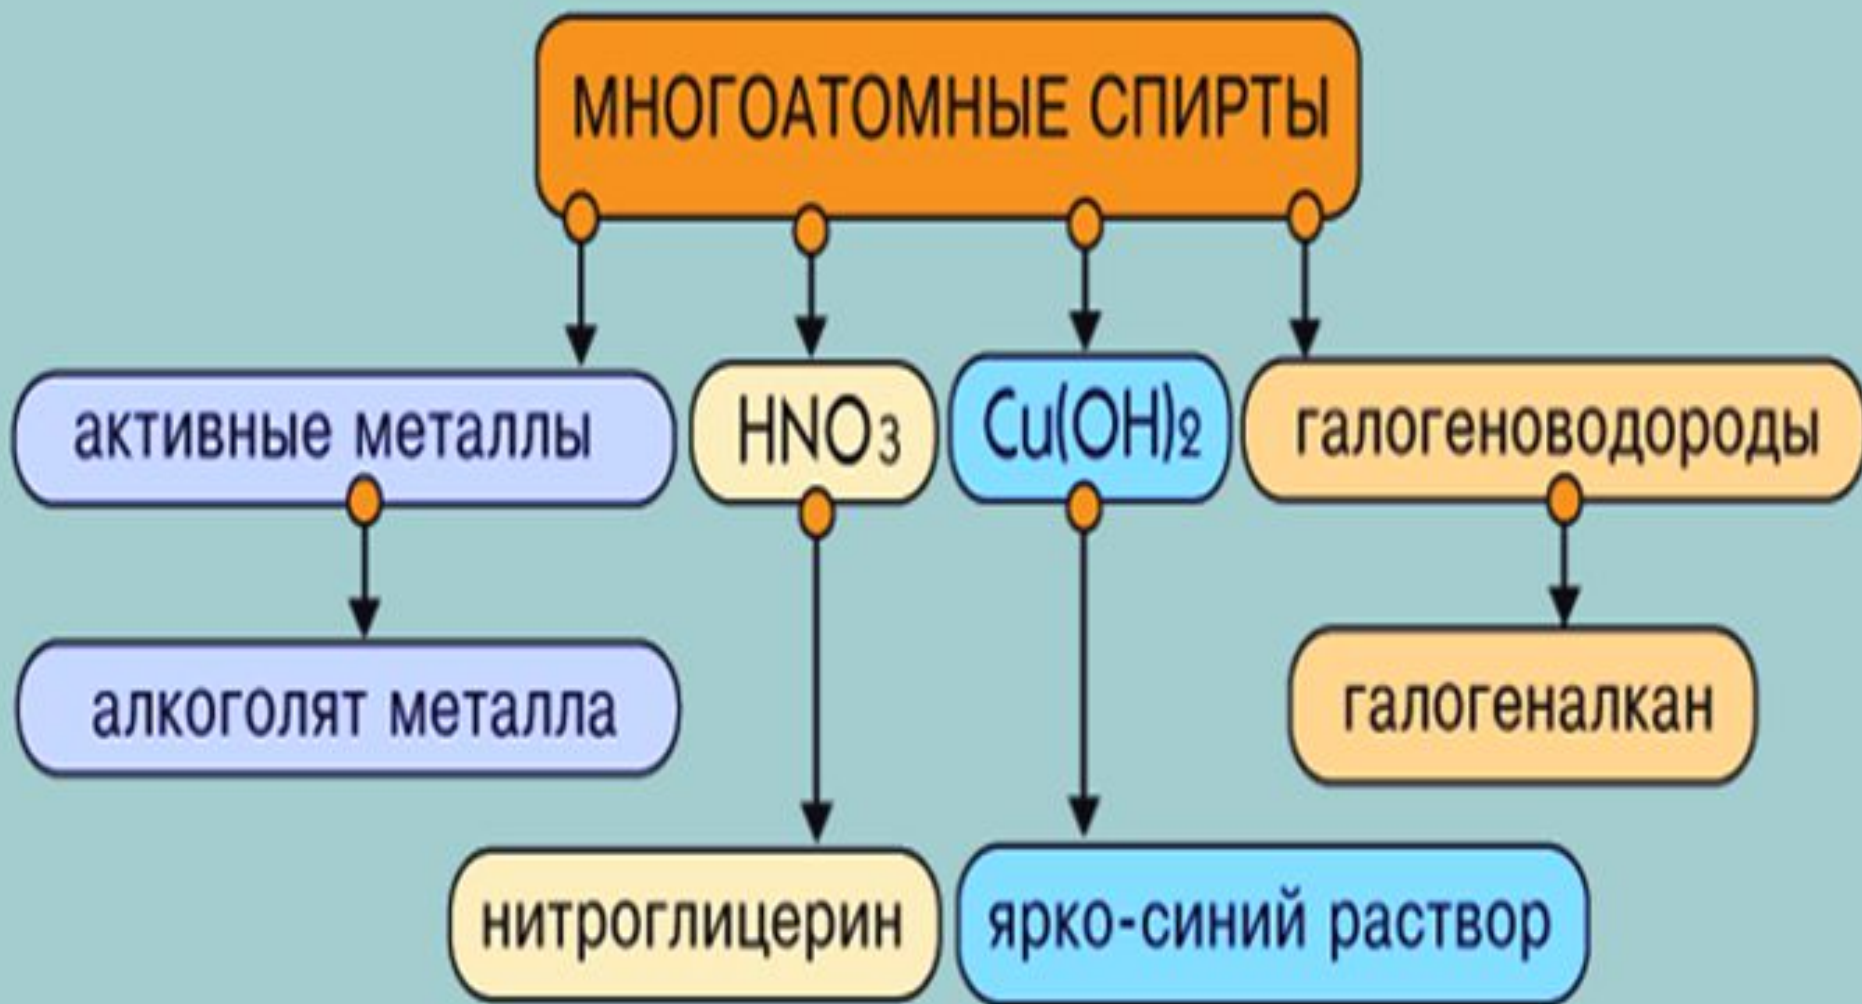 МНОГОАТОМНЫЕ СПИРТЫ
активные металлы
HNO3
Cu(OH)2
галогеноводороды
алкоголят металла
галогеналкан
нитроглицерин
ярко-синий раствор